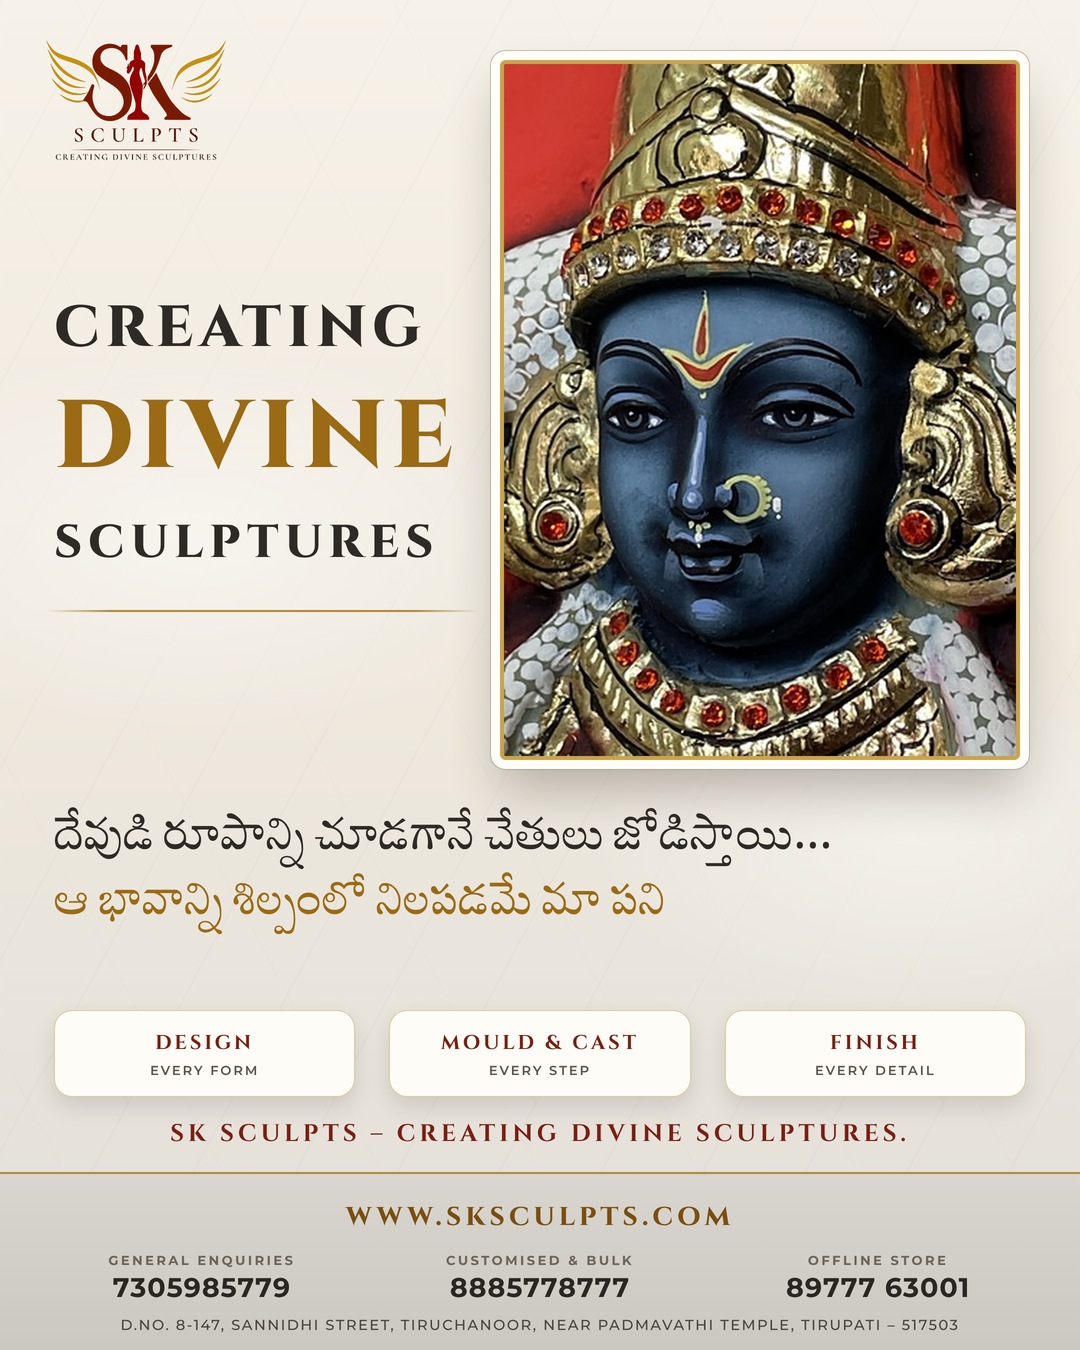 SK
SCULPTS
CREATING DIVINE SCULPTURES
CREATING
DIVINE
SCULPTURES
దేవుడి రూపాన్ని చూడగానే చేతులు జోడిస్తాయి...
ఆ భావాన్ని శిల్పంలో నిలపడమే మా పని
DESIGN
EVERY FORM
MOULD & CAST
EVERY STEP
FINISH
EVERY DETAIL
SK SCULPTS – CREATING DIVINE SCULPTURES.
WWW.SKSCULPTS.COM
GENERAL ENQUIRIES
7305985779
CUSTOMISED & BULK
8885778777
OFFLINE STORE
89777 63001
D.NO. 8-147, SANNIDHI STREET, TIRUCHANOOR, NEAR PADMAVATHI TEMPLE, TIRUPATI – 517503